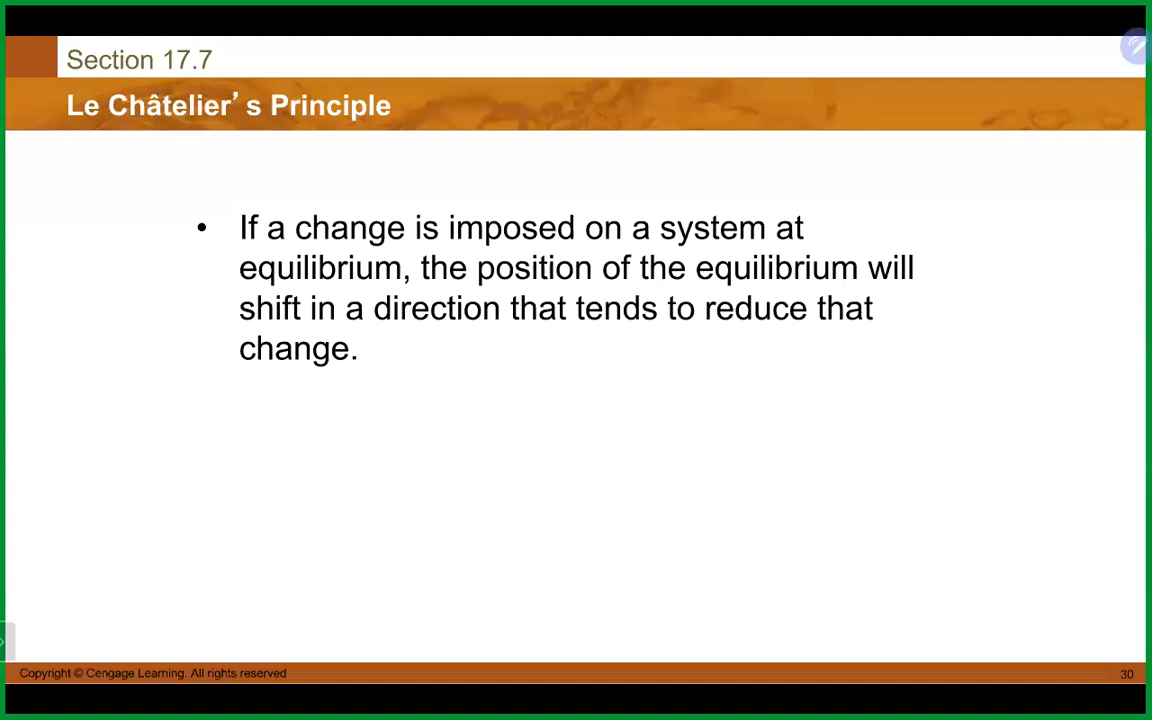 Section 17.7
Le Châtelier’s Principle
• If a change is imposed on a system at
equilibrium, the position of the equilibrium will
shift in a direction that tends to reduce that
change.
Copyright © Cengage Learning. All rights reserved
30